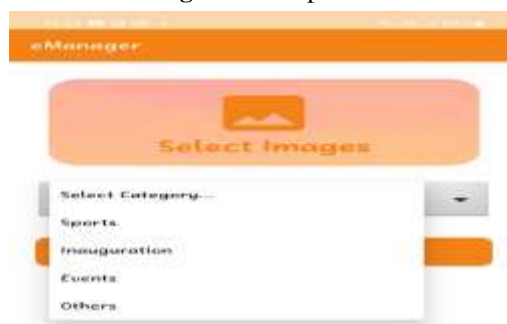 eManager
Select Images
Select Category...
Sports
Inauguration
Events
Others